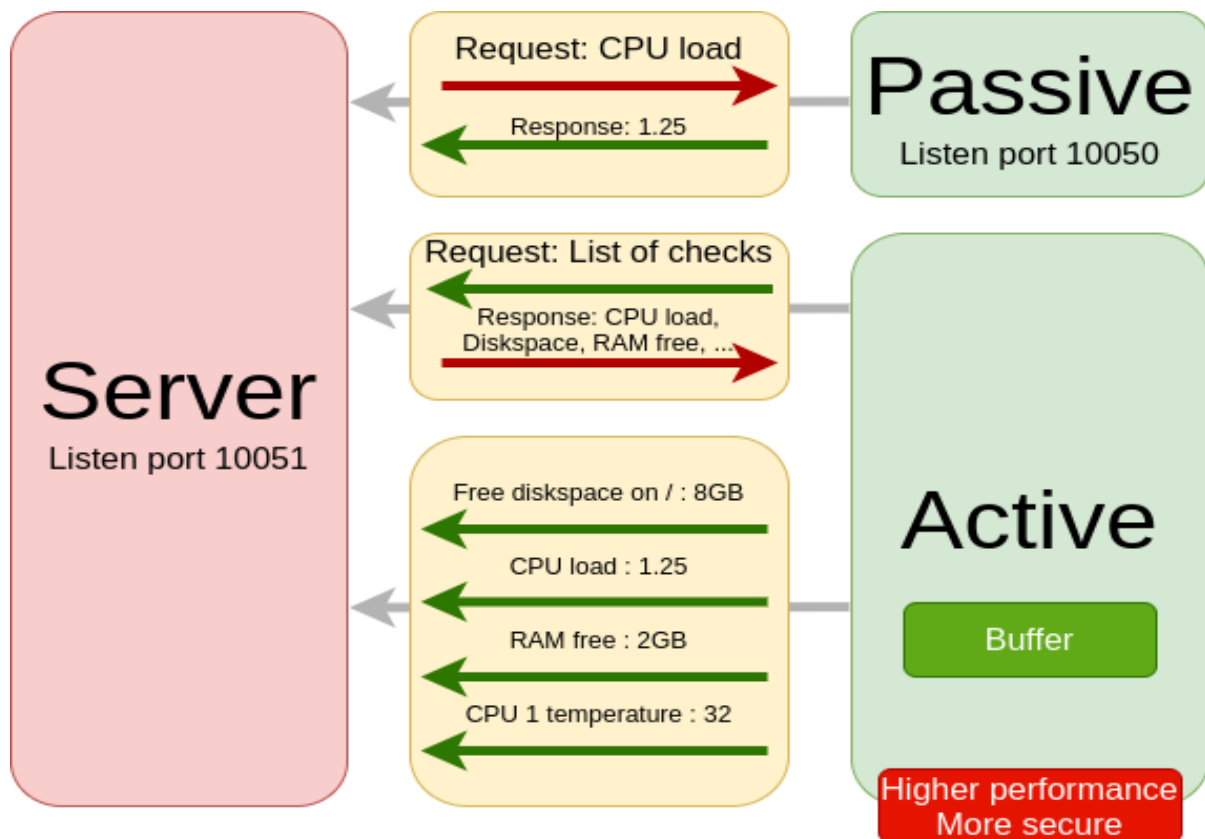 Server
Listen port 10051
Request: CPU load
Response: 1.25
Passive
Listen port 10050
Request: List of checks
Response: CPU load,
Diskspace, RAM free, ...
Free diskspace on / : 8GB
CPU load : 1.25
RAM free : 2GB
CPU 1 temperature : 32
Active
Buffer
Higher performance
More secure